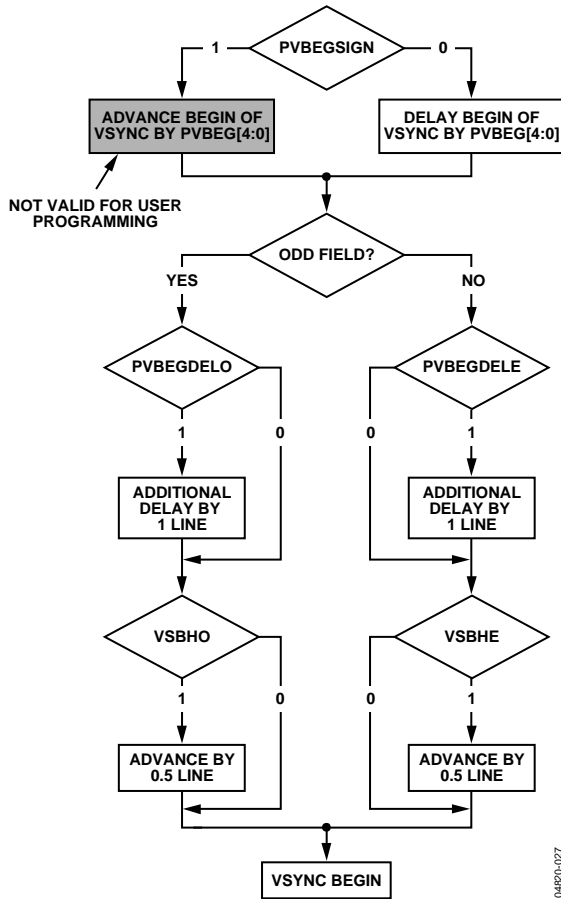 PVBEGSIGN
1
0
ADVANCE BEGIN OF
VSYNC BY PVBEG[4:0]
DELAY BEGIN OF
VSYNC BY PVBEG[4:0]
NOT VALID FOR USER
PROGRAMMING
ODD FIELD?
YES
NO
PVBEGDELO
PVBEGDELE
1
0
0
1
ADDITIONAL
DELAY BY
1 LINE
ADDITIONAL
DELAY BY
1 LINE
VSBHO
VSBHE
1
0
0
1
ADVANCE BY
0.5 LINE
ADVANCE BY
0.5 LINE
VSYNC BEGIN
04820-027